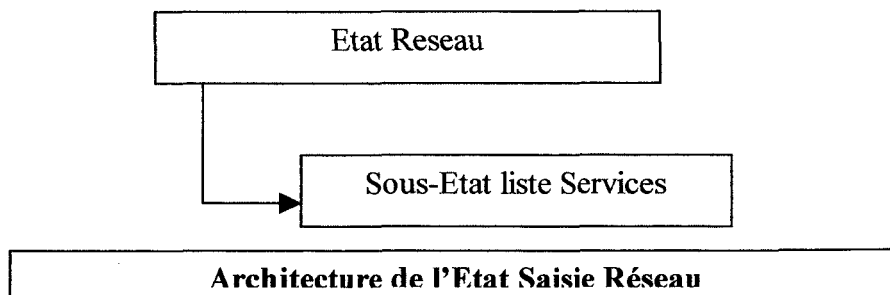 Etat Reseau
Sous-Etat liste Services
Architecture de l'Etat Saisie Réseau